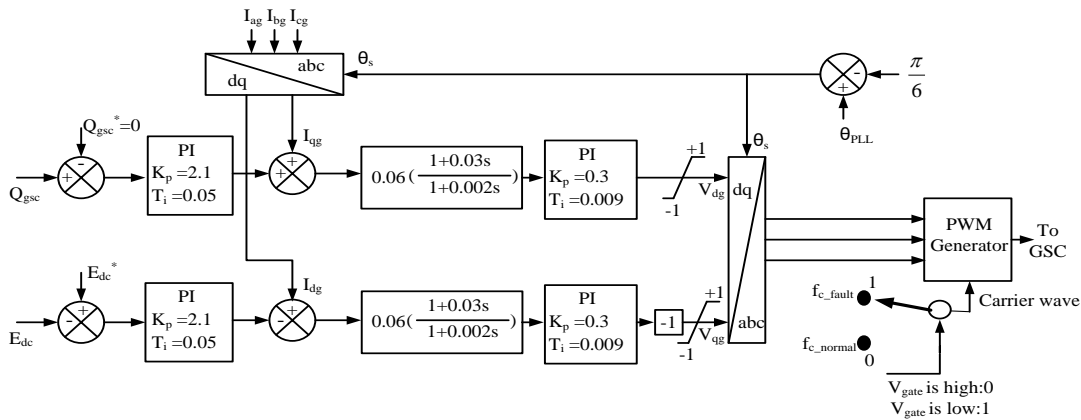 I_ag I_bg I_cg
abc
dq
θ_s
π/6
-
+
θ_PLL
Q_gsc*=0
I_qg
-
+
Q_gsc
PI
K_p=2.1
T_i=0.05
+
+
0.06(1+0.03s/1+0.002s)
PI
K_p=0.3
T_i=0.009
+1
-1
V_dg
θ_s
dq
abc
PWM
Generator
To
GSC
E_dc*
I_dg
+
-
E_dc
PI
K_p=2.1
T_i=0.05
+
-
0.06(1+0.03s/1+0.002s)
PI
K_p=0.3
T_i=0.009
-1
+1
-1
V_qg
f_c_fault
1
Carrier wave
f_c_normal
0
V_gate is high:0
V_gate is low:1